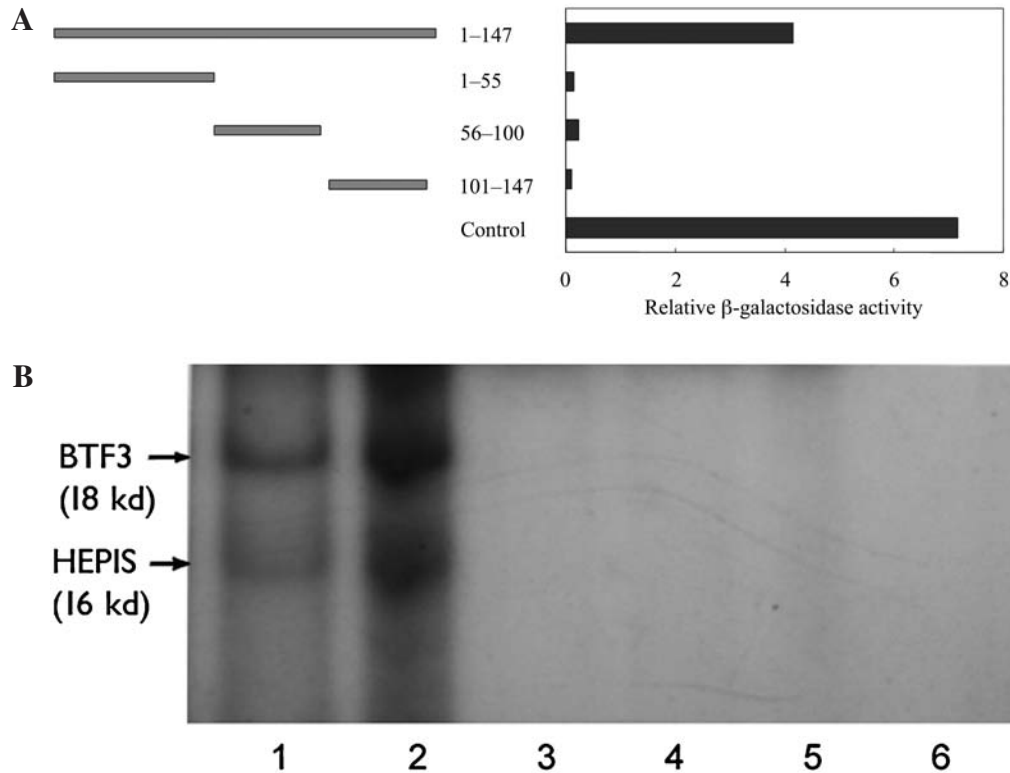 A
1–147
1–55
56–100
101–147
Control
0 2 4 6 8
Relative β-galactosidase activity
B
BTF3
(18 kd)
HEPIS
(16 kd)
1 2 3 4 5 6